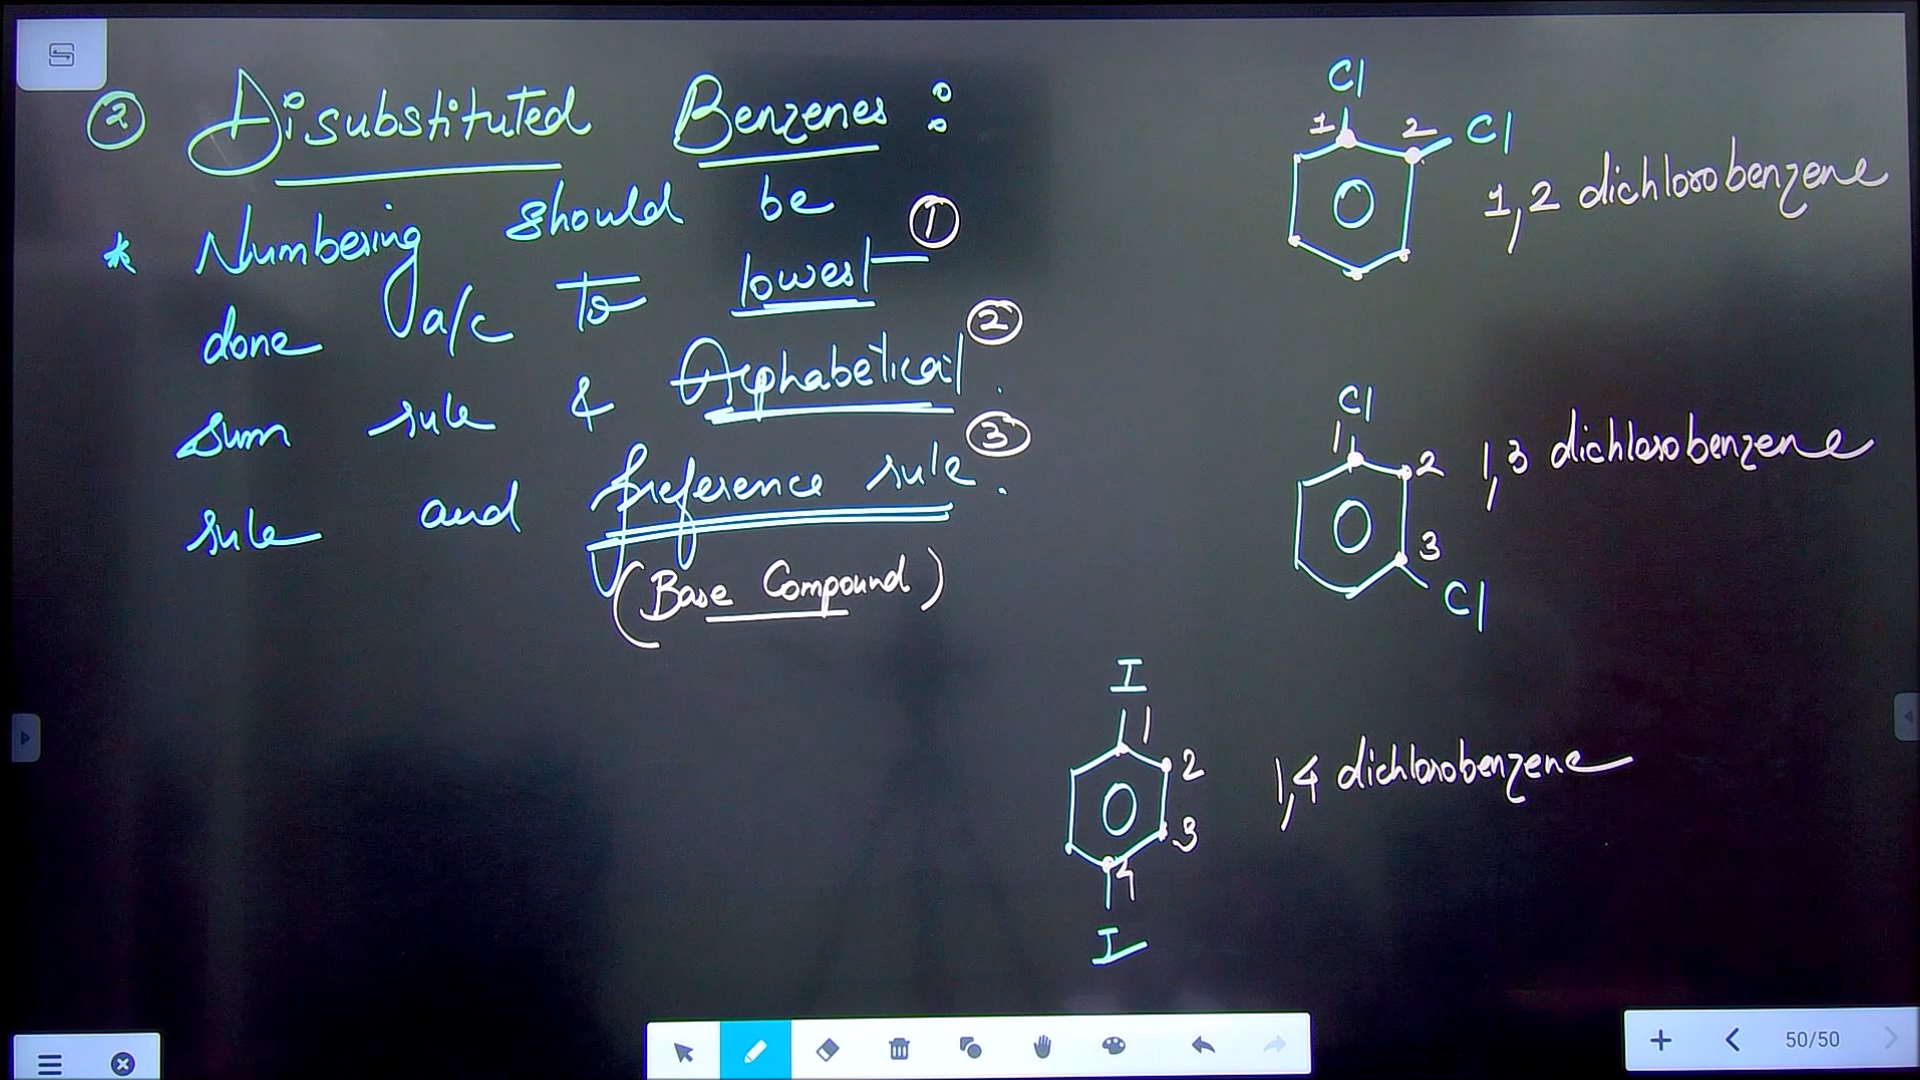 ② Disubstituted Benzenes :
* Numbering should be
done a/c to lowest ①
sum rule & Alphabetical ②
rule and preference rule. ③
(Base Compound)
Cl
1 2 Cl
1,2 dichlorobenzene
Cl
1
2
3
Cl
1,3 dichlorobenzene
I
1
2
3
4
I
1,4 dichlorobenzene
50/50